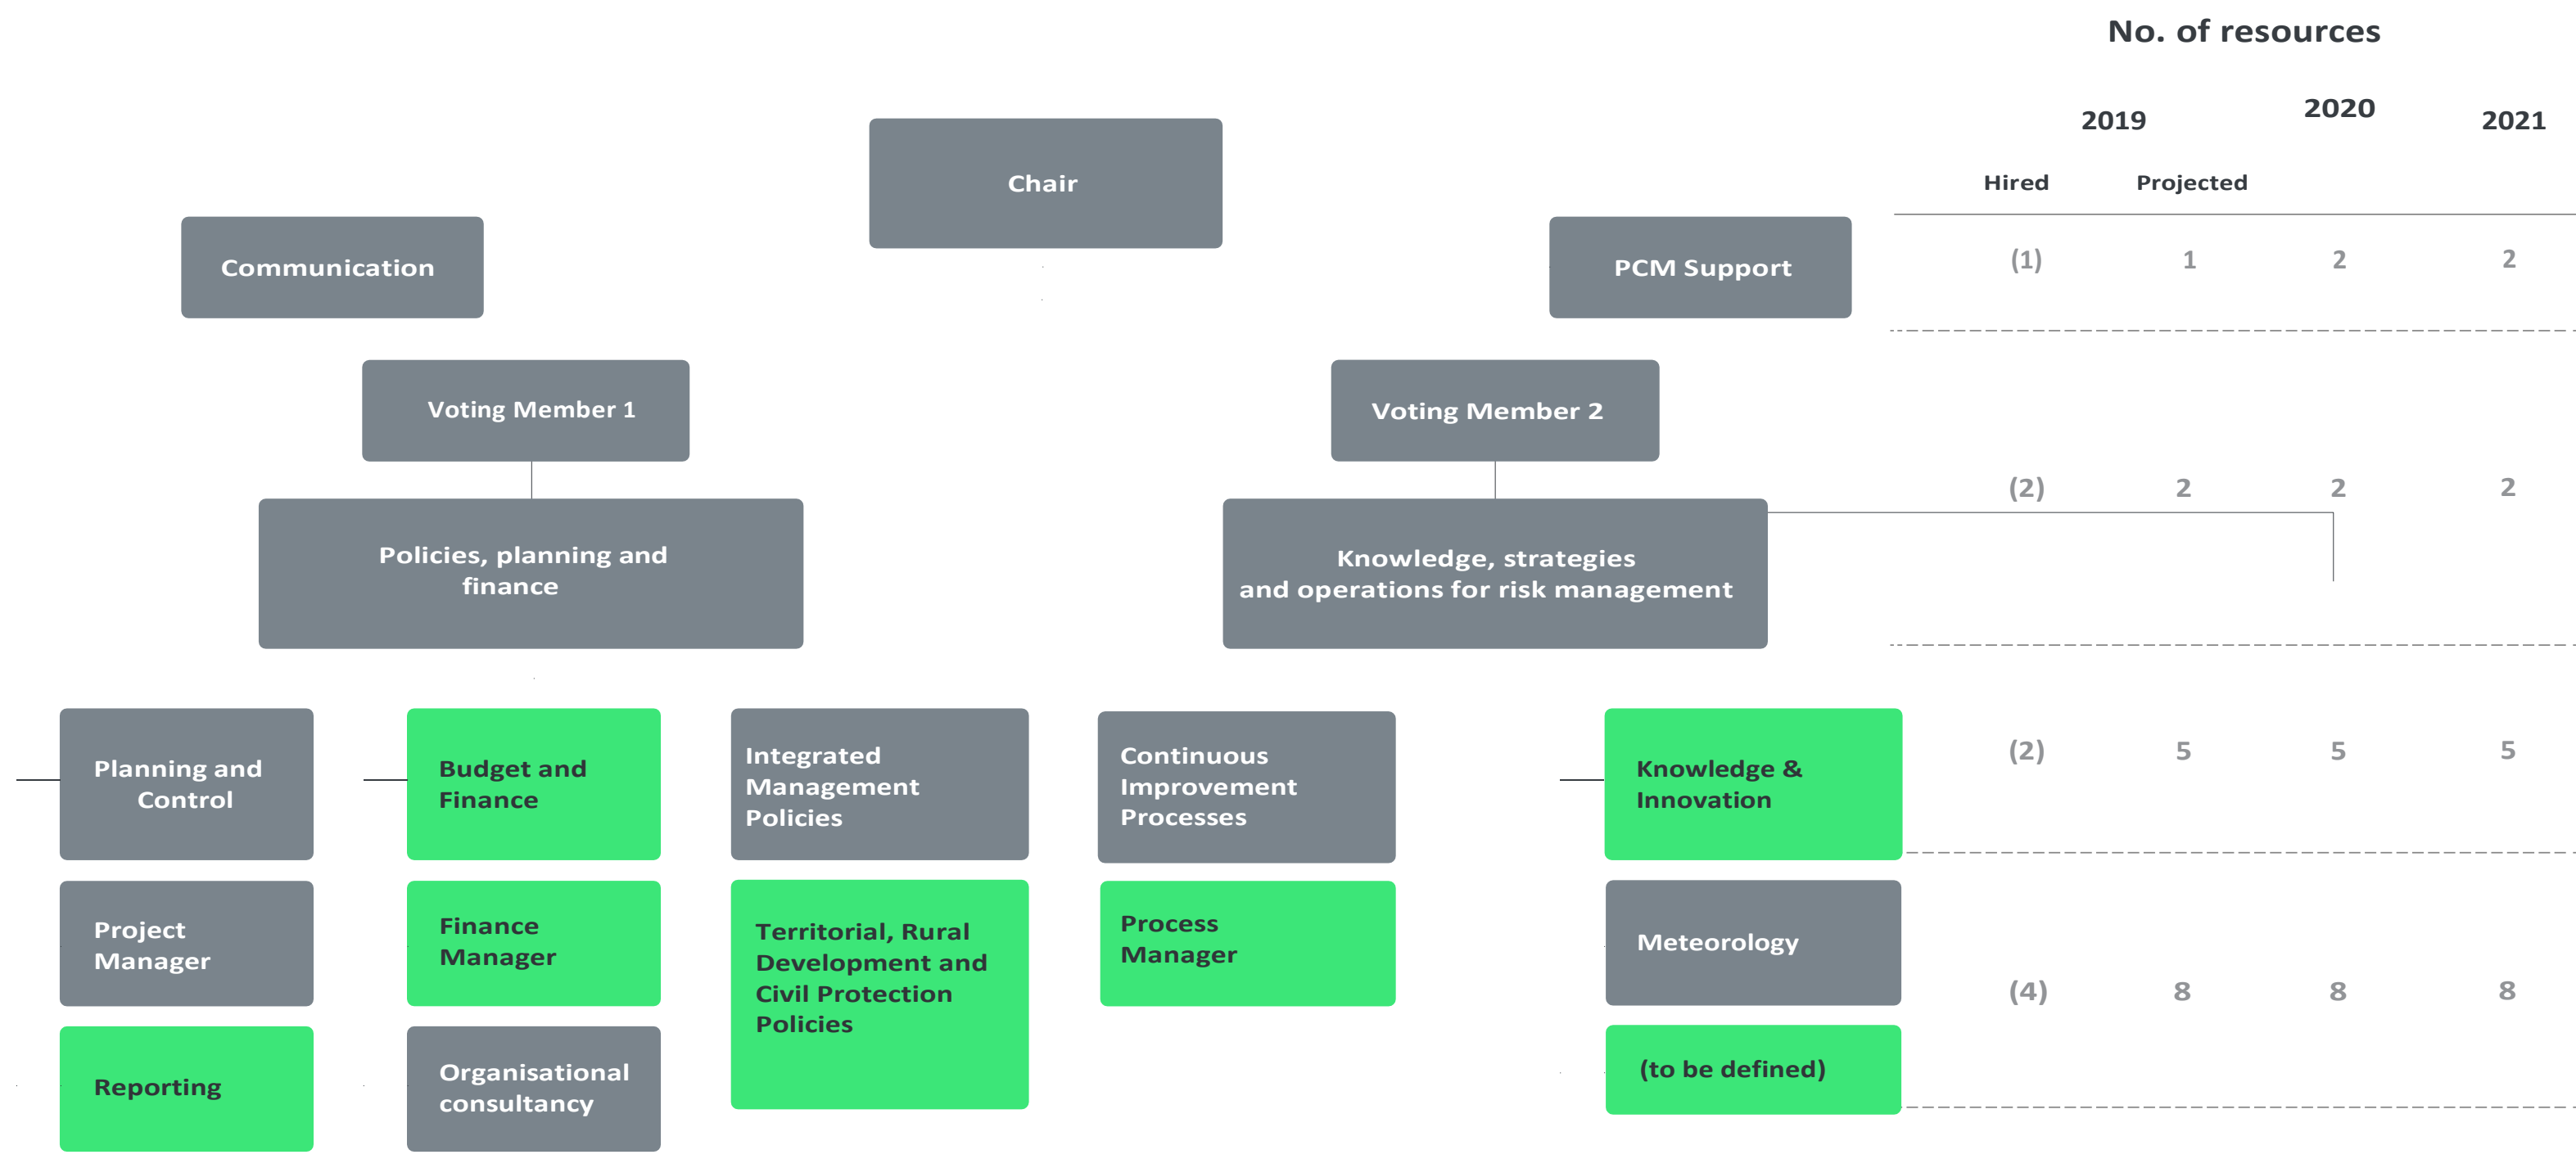 No. of resources
2019
2020
2021
Hired
Projected
Chair
Communication
PCM Support
(1)
1
2
2
Voting Member 1
Voting Member 2
(2)
2
2
2
Policies, planning and
finance
Knowledge, strategies
and operations for risk management
Planning and
Control
Budget and
Finance
Integrated
Management
Policies
Continuous
Improvement
Processes
Knowledge &
Innovation
(2)
5
5
5
Project
Manager
Finance
Manager
Territorial, Rural
Development and
Civil Protection
Policies
Process
Manager
Meteorology
(4)
8
8
8
Reporting
Organisational
consultancy
(to be defined)